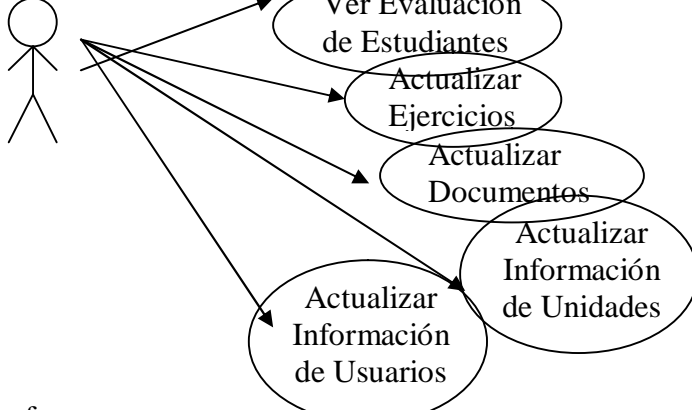 Ver Evaluación
de Estudiantes
Actualizar
Ejercicios
Actualizar
Documentos
Actualizar
Información
de Unidades
Actualizar
Información
de Usuarios